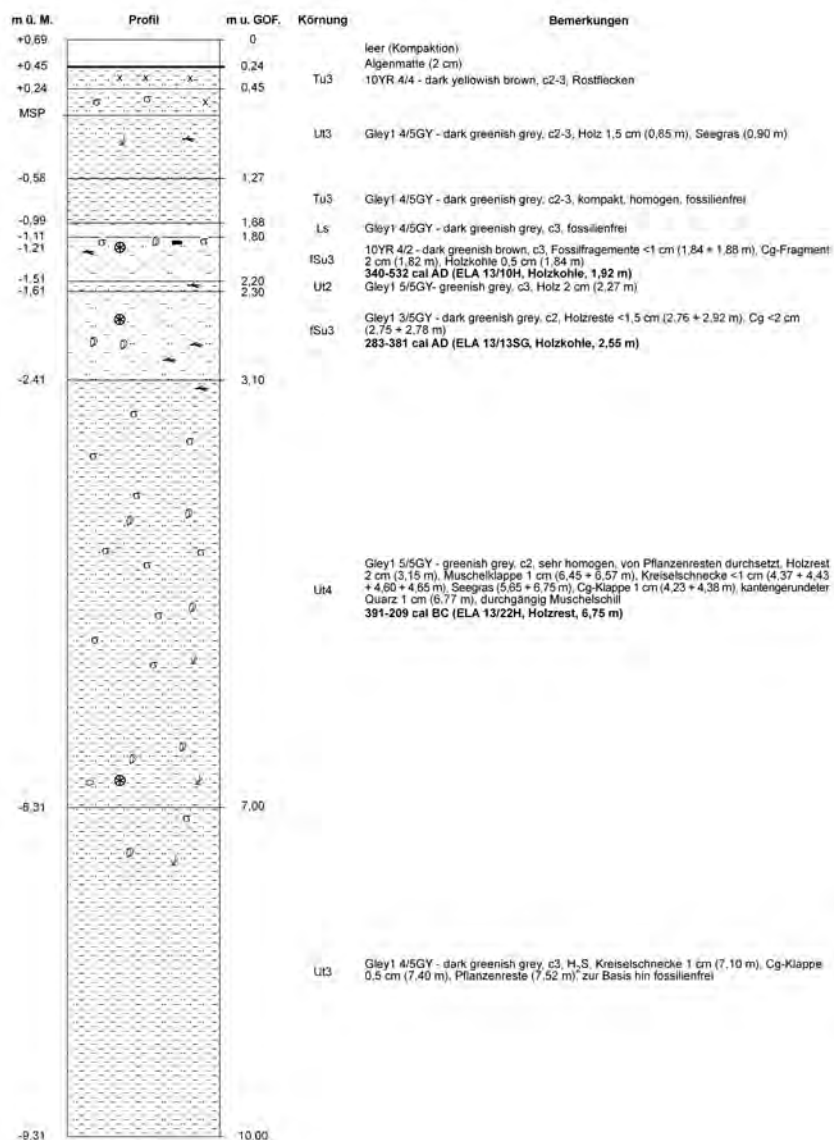 m ü. M. Profil m u. GOF. Körnung Bemerkungen
+0,69 0
leer (Kompaktion)
+0,45 0,24 Algenmatte (2 cm)
Tu3 10YR 4/4 - dark yellowish brown, c2-3, Rostflecken
+0,24 0,45
MSP
Ut3 Gley1 4/5GY - dark greenish grey, c2-3, Holz 1,5 cm (0,85 m), Seegras (0,90 m)
-0,58 1,27
Tu3 Gley1 4/5GY - dark greenish grey, c2-3, kompakt, homogen, fossilienfrei
-0,99 1,68
Ls Gley1 4/5GY - dark greenish grey, c3, fossilienfrei
-1,11 1,80
-1,21
fSu3 10YR 4/2 - dark greenish brown, c3, Fossilfragemente <1 cm (1,84 + 1,88 m), Cg-Fragment
2 cm (1,82 m), Holzkohle 0,5 cm (1,84)
340-532 cal AD (ELA 13/10H, Holzkohle, 1,92 m)
-1,51 2,20
Ut2 Gley1 5/5GY- greenish grey, c3, Holz 2 cm (2,27 m)
-1,61 2,30
fSu3 Gley1 3/5GY - dark greenish grey, c2, Holzreste <1,5 cm (2,76 + 2,92 m), Cg <2 cm
(2,75 + 2,78 m)
283-381 cal AD (ELA 13/13SG, Holzkohle, 2,55 m)
-2,41 3,10
Ut4 Gley1 5/5GY - greenish grey, c2, sehr homogen, von Pflanzenresten durchsetzt, Holzrest
2 cm (3,15 m), Muschelklappe 1 cm (6,45 + 6,57 m), Kreiselschnecke <1 cm (4,37 + 4,43
+ 4,60 + 4,65 m), Seegras (5,65 + 6,75 m), Cg-Klappe 1 cm (4,23 + 4,38 m), kantengerundeter
Quarz 1 cm (6,77 m), durchgängig Muschelschill
391-209 cal BC (ELA 13/22H, Holzrest, 6,75 m)
-6,31 7,00
Ut3 Gley1 4/5GY - dark greenish grey, c3, H₂S, Kreiselschnecke 1 cm (7,10 m), Cg-Klappe
0,5 cm (7,40 m), Pflanzenreste (7,52 m), zur Basis hin fossilienfrei
-9,31 10,00